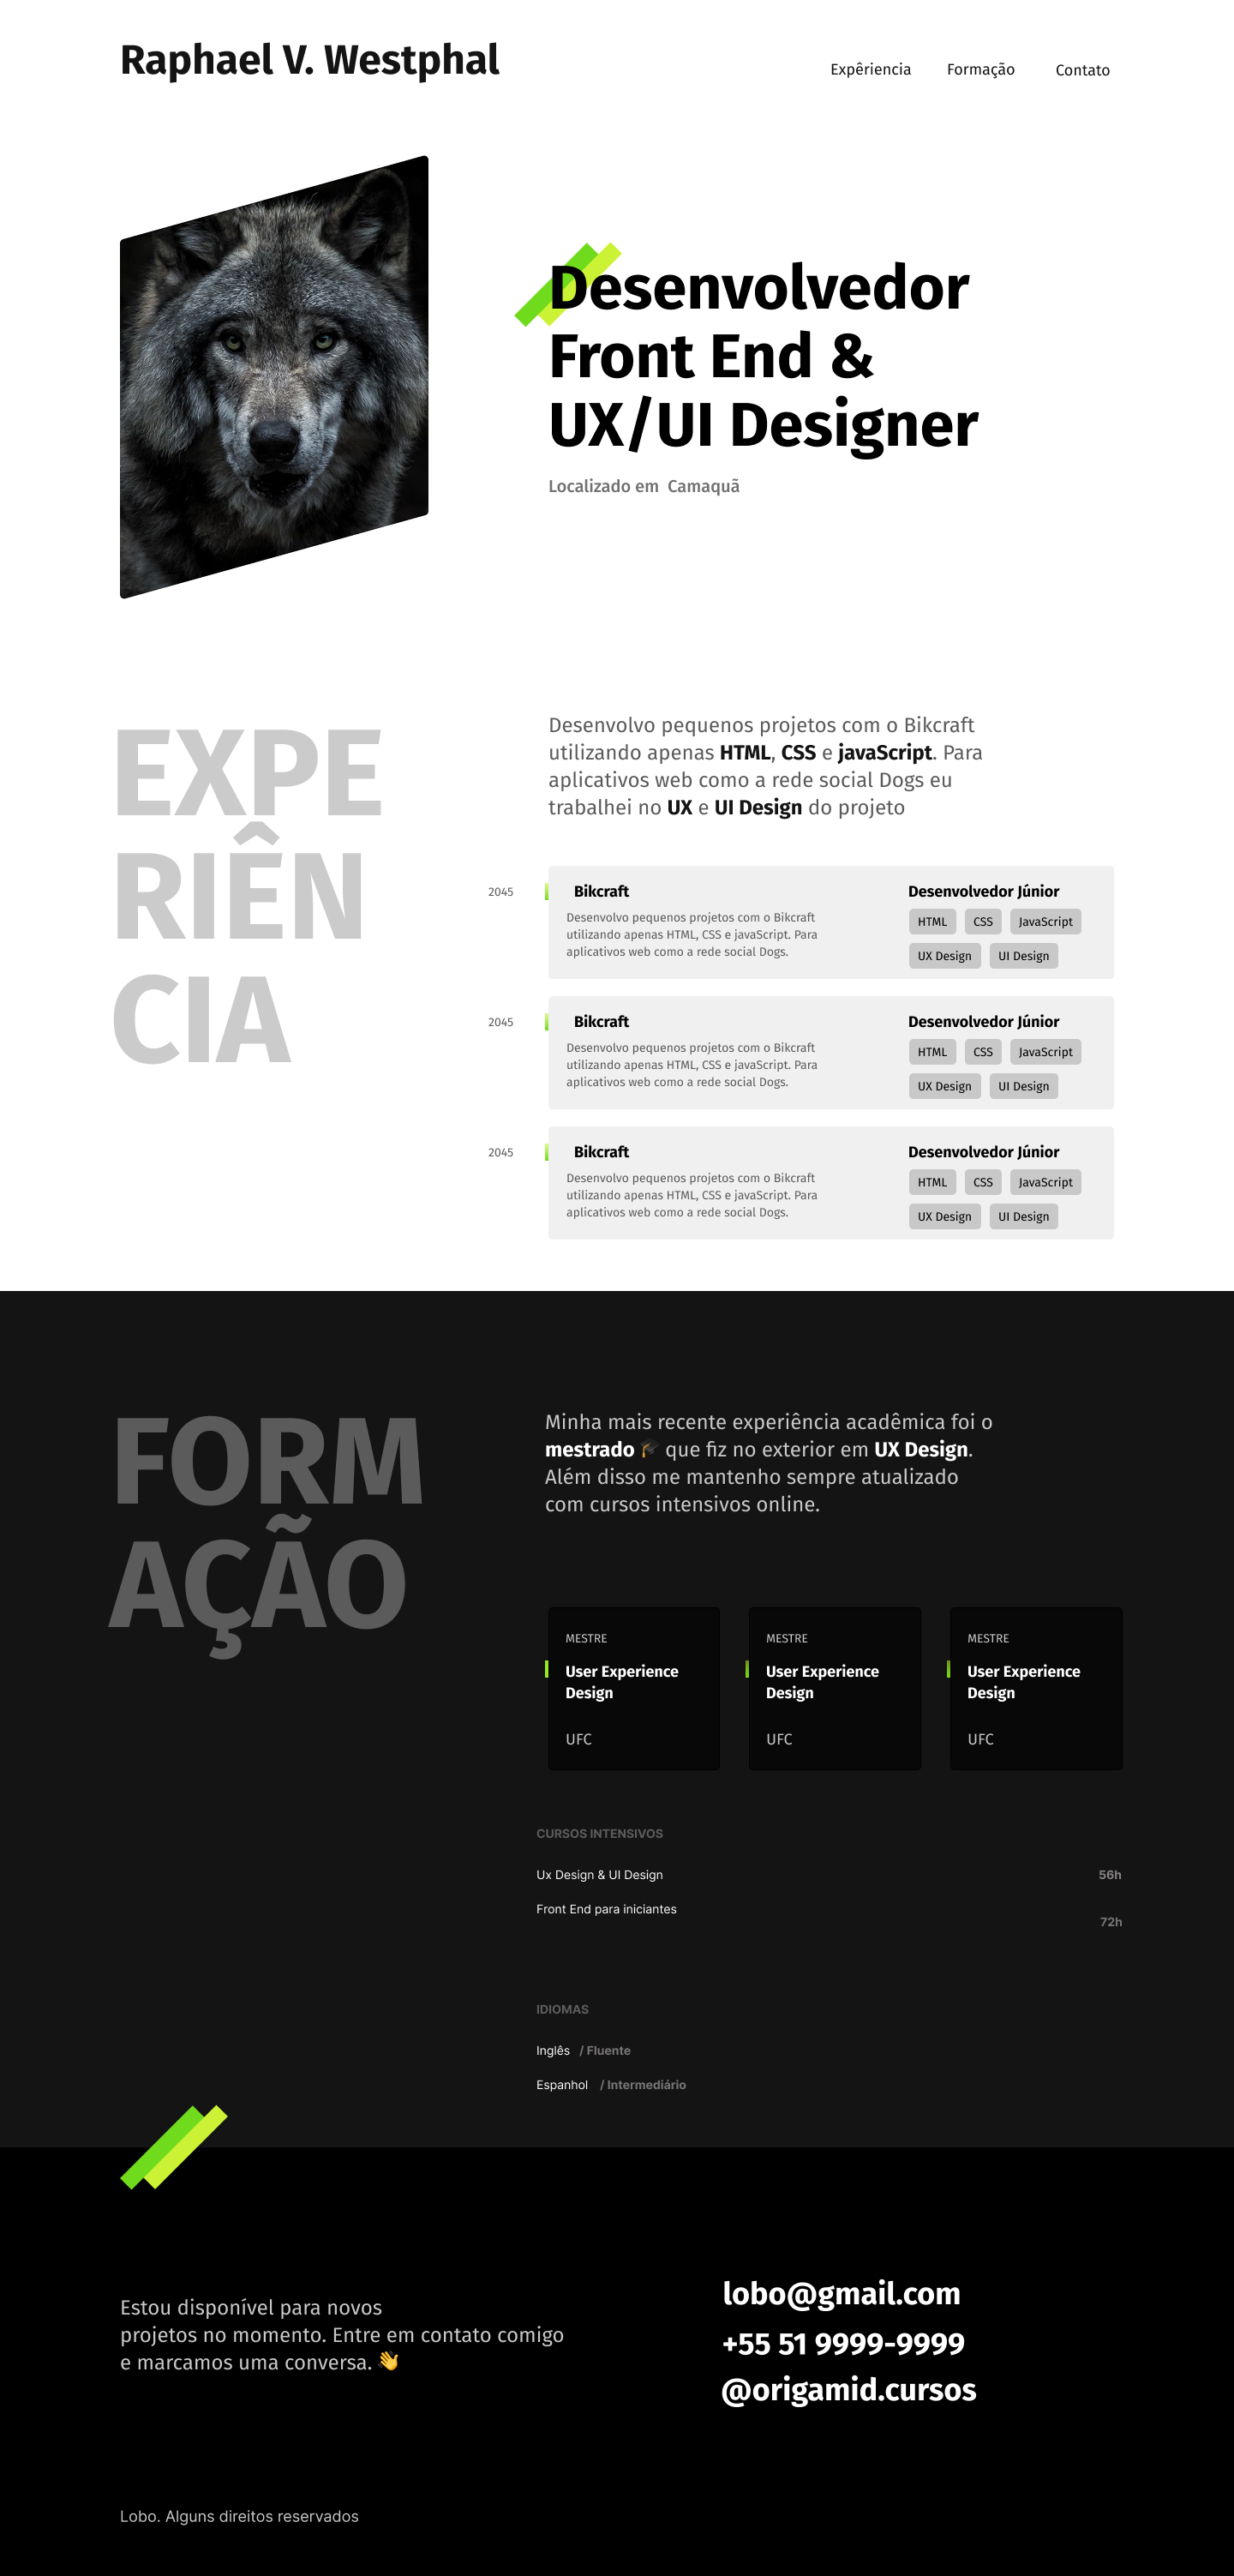 Raphael V. Westphal
Expêriencia Formação Contato
Desenvolvedor
Front End &
UX/UI Designer
Localizado em Camaquã
EXPE
RIÊN
CIA
Desenvolvo pequenos projetos com o Bikcraft
utilizando apenas HTML, CSS e javaScript. Para
aplicativos web como a rede social Dogs eu
trabalhei no UX e UI Design do projeto
2045
Bikcraft
Desenvolvo pequenos projetos com o Bikcraft
utilizando apenas HTML, CSS e javaScript. Para
aplicativos web como a rede social Dogs.
Desenvolvedor Júnior
HTML CSS JavaScript
UX Design UI Design
2045
Bikcraft
Desenvolvo pequenos projetos com o Bikcraft
utilizando apenas HTML, CSS e javaScript. Para
aplicativos web como a rede social Dogs.
Desenvolvedor Júnior
HTML CSS JavaScript
UX Design UI Design
2045
Bikcraft
Desenvolvo pequenos projetos com o Bikcraft
utilizando apenas HTML, CSS e javaScript. Para
aplicativos web como a rede social Dogs.
Desenvolvedor Júnior
HTML CSS JavaScript
UX Design UI Design
FORM
AÇÃO
Minha mais recente experiência acadêmica foi o
mestrado 🎓 que fiz no exterior em UX Design.
Além disso me mantenho sempre atualizado
com cursos intensivos online.
MESTRE
User Experience
Design
UFC
MESTRE
User Experience
Design
UFC
MESTRE
User Experience
Design
UFC
CURSOS INTENSIVOS
Ux Design & UI Design 56h
Front End para iniciantes
72h
IDIOMAS
Inglês / Fluente
Espanhol / Intermediário
Estou disponível para novos
projetos no momento. Entre em contato comigo
e marcamos uma conversa. 👋
lobo@gmail.com
+55 51 9999-9999
@origamid.cursos
Lobo. Alguns direitos reservados